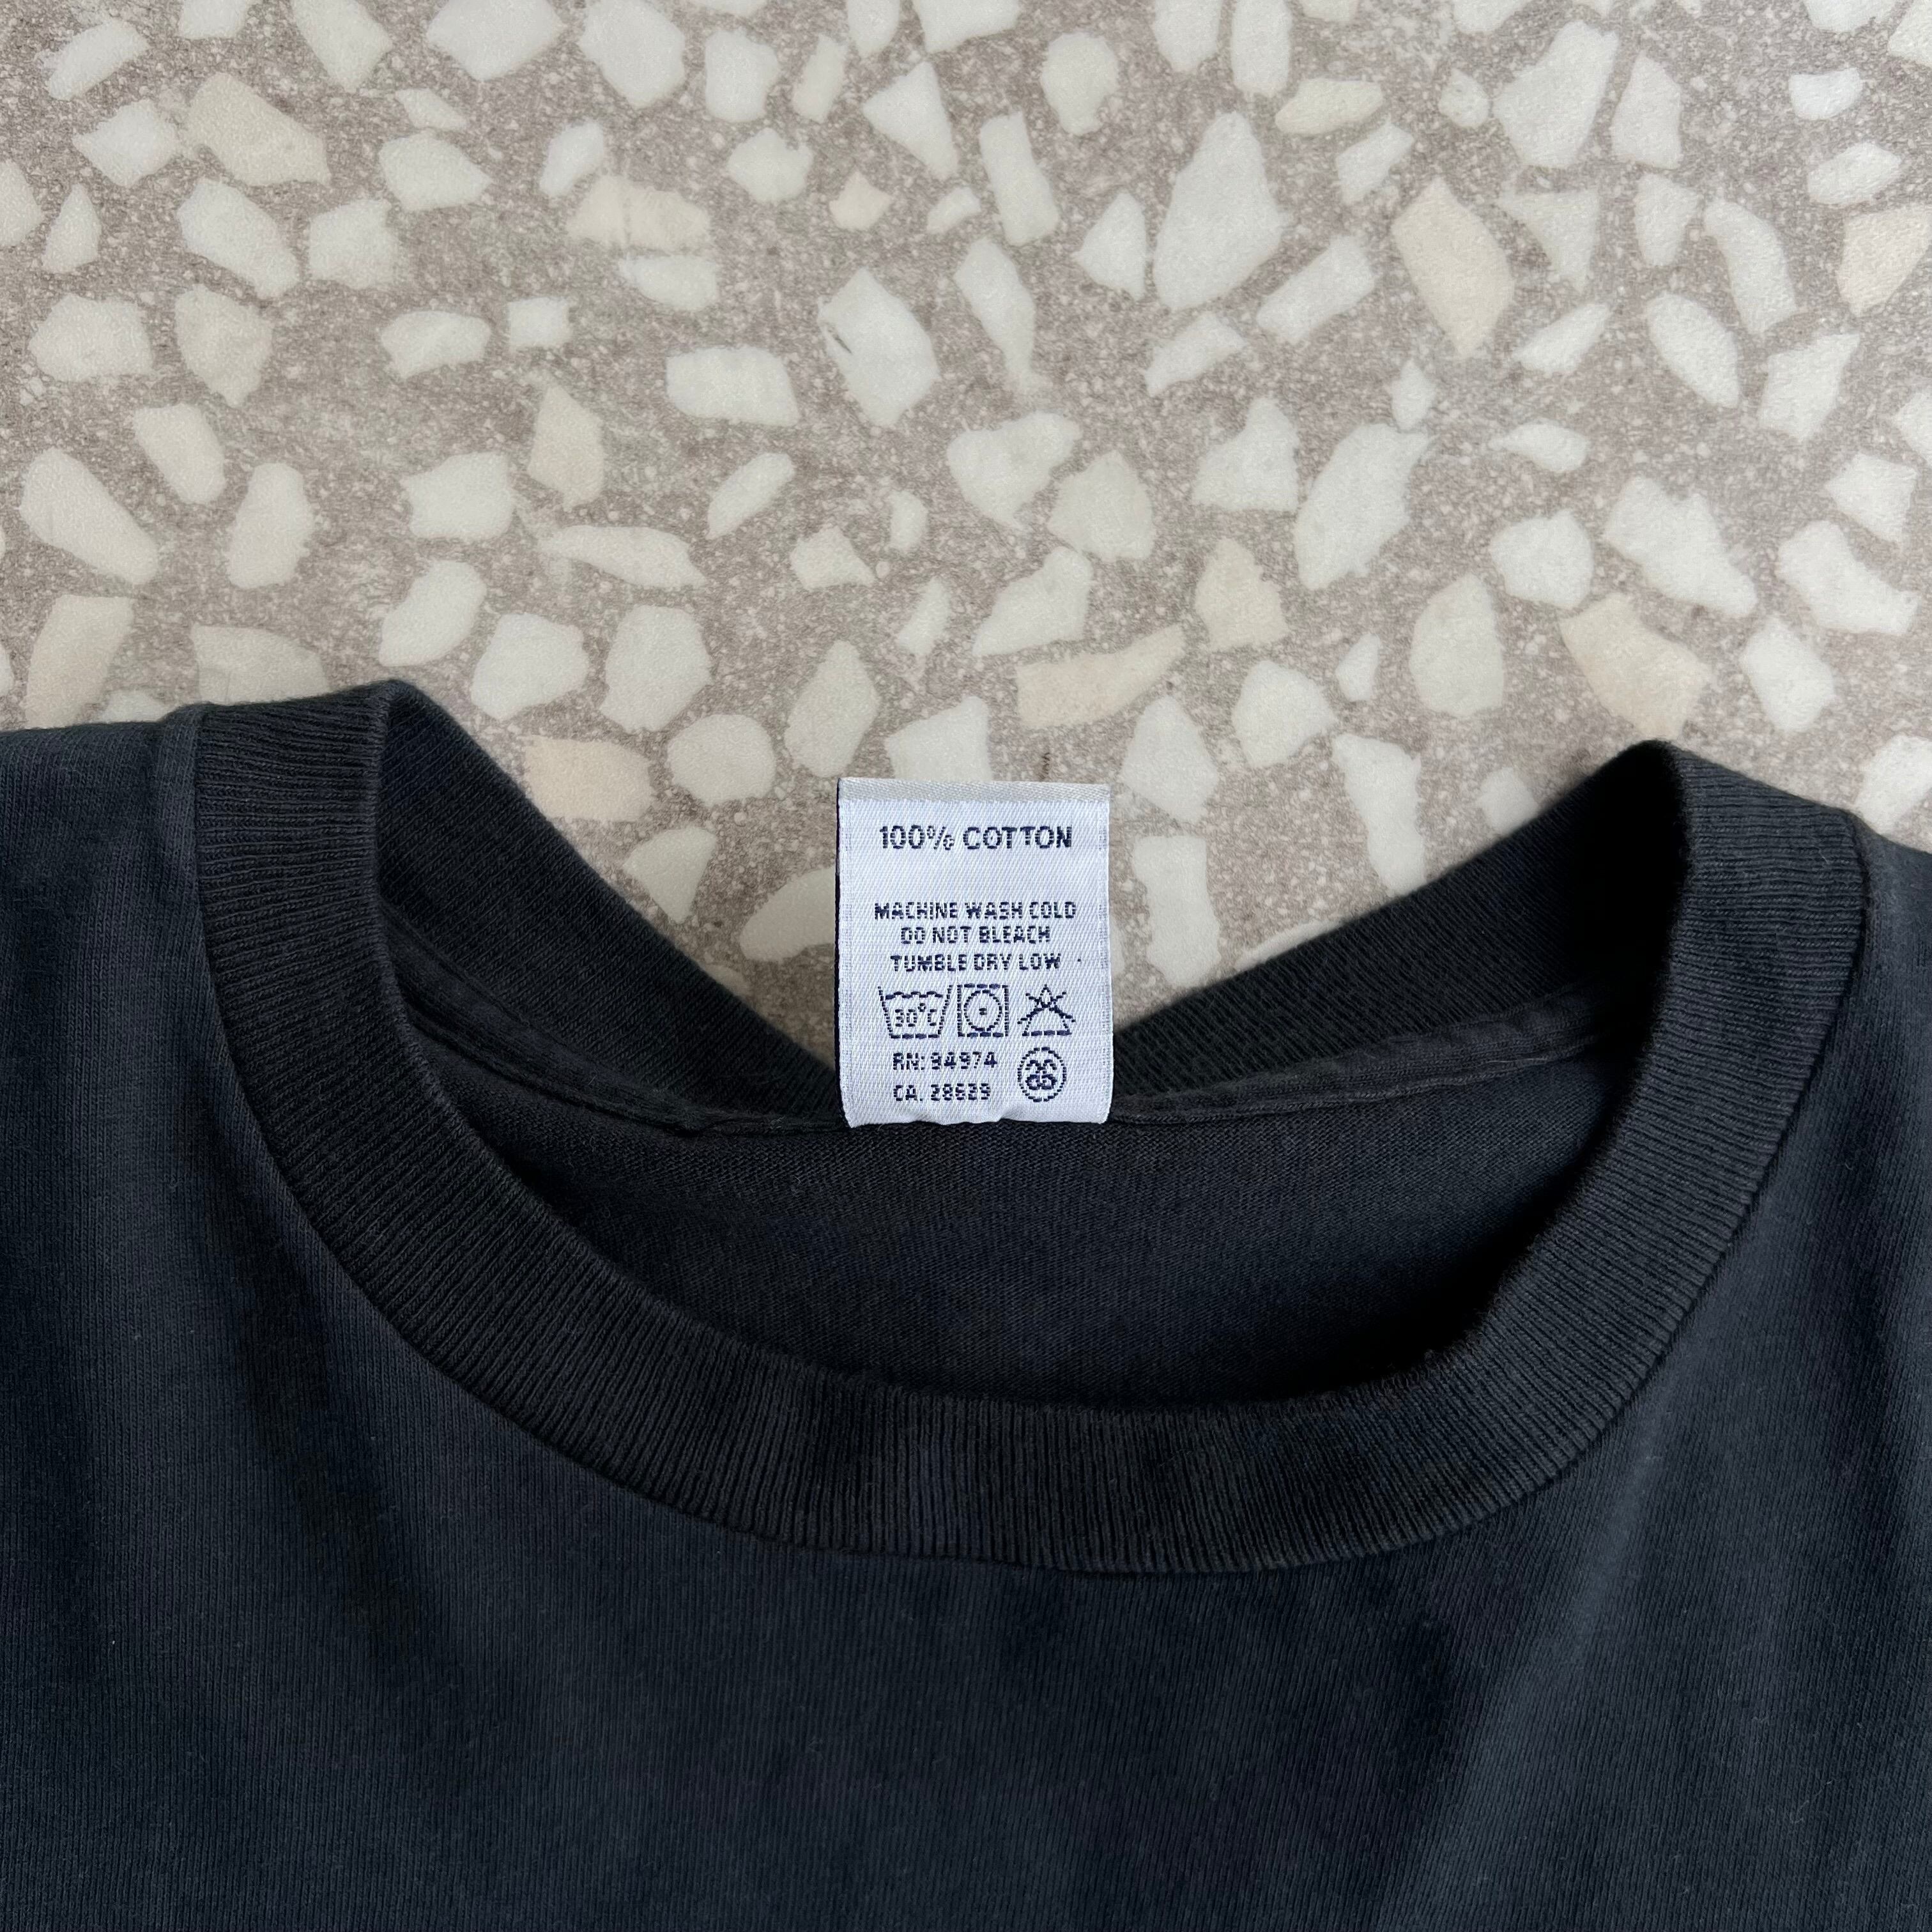 100% COTTON
MACHINE WASH COLD
DO NOT BLEACH
TUMBLE DRY LOW
30°C
RN: 94974
CA. 28629